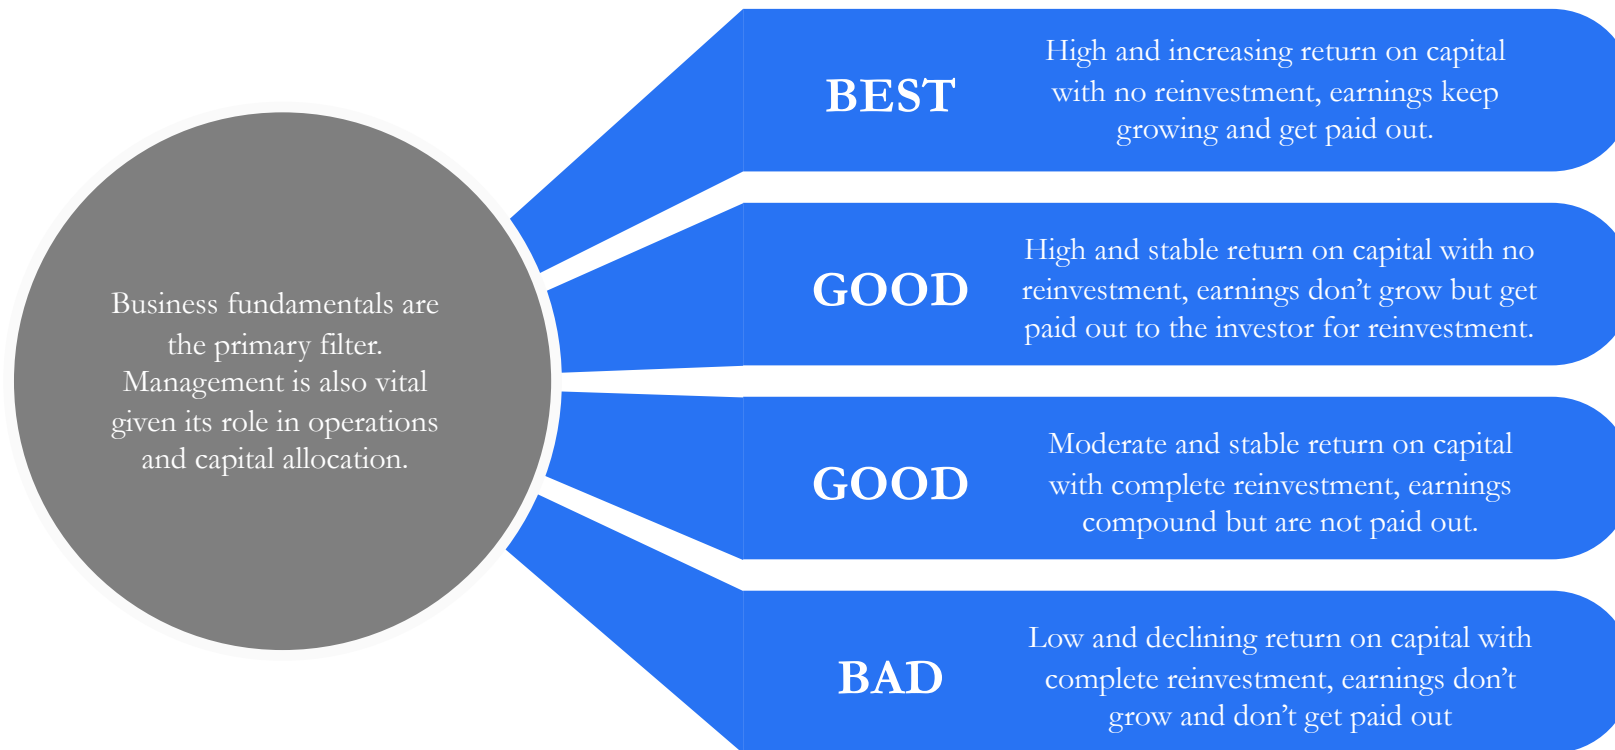 Business fundamentals are
the primary filter.
Management is also vital
given its role in operations
and capital allocation.
BEST
High and increasing return on capital
with no reinvestment, earnings keep
growing and get paid out.
GOOD
High and stable return on capital with no
reinvestment, earnings don’t grow but get
paid out to the investor for reinvestment.
GOOD
Moderate and stable return on capital
with complete reinvestment, earnings
compound but are not paid out.
BAD
Low and declining return on capital with
complete reinvestment, earnings don’t
grow and don’t get paid out